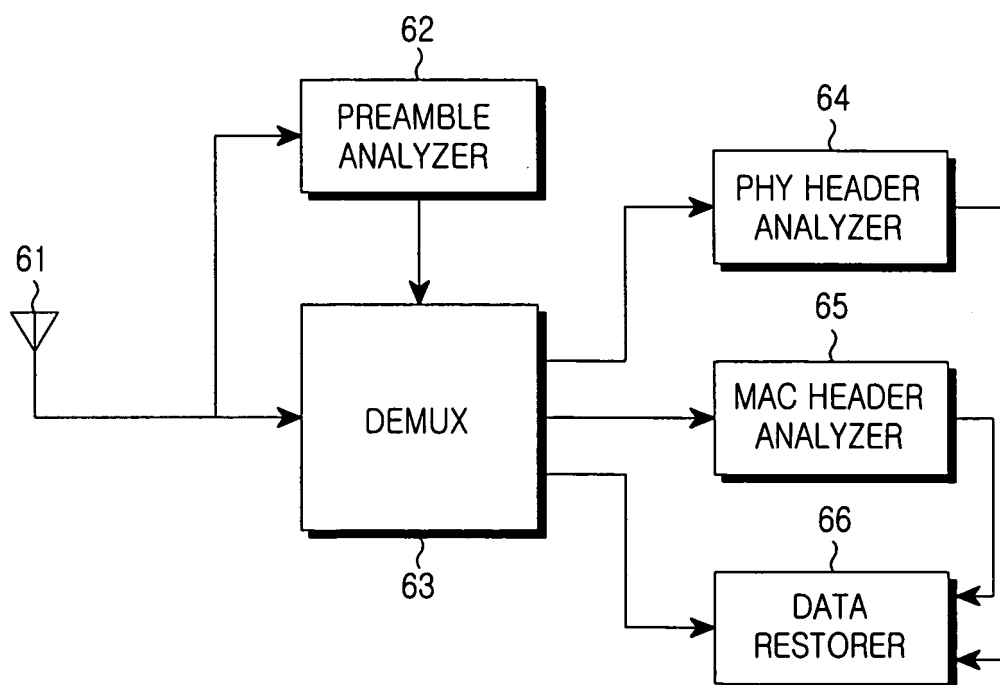 62
PREAMBLE
ANALYZER
64
PHY HEADER
ANALYZER
61
65
DEMUX
MAC HEADER
ANALYZER
63
66
DATA
RESTORER